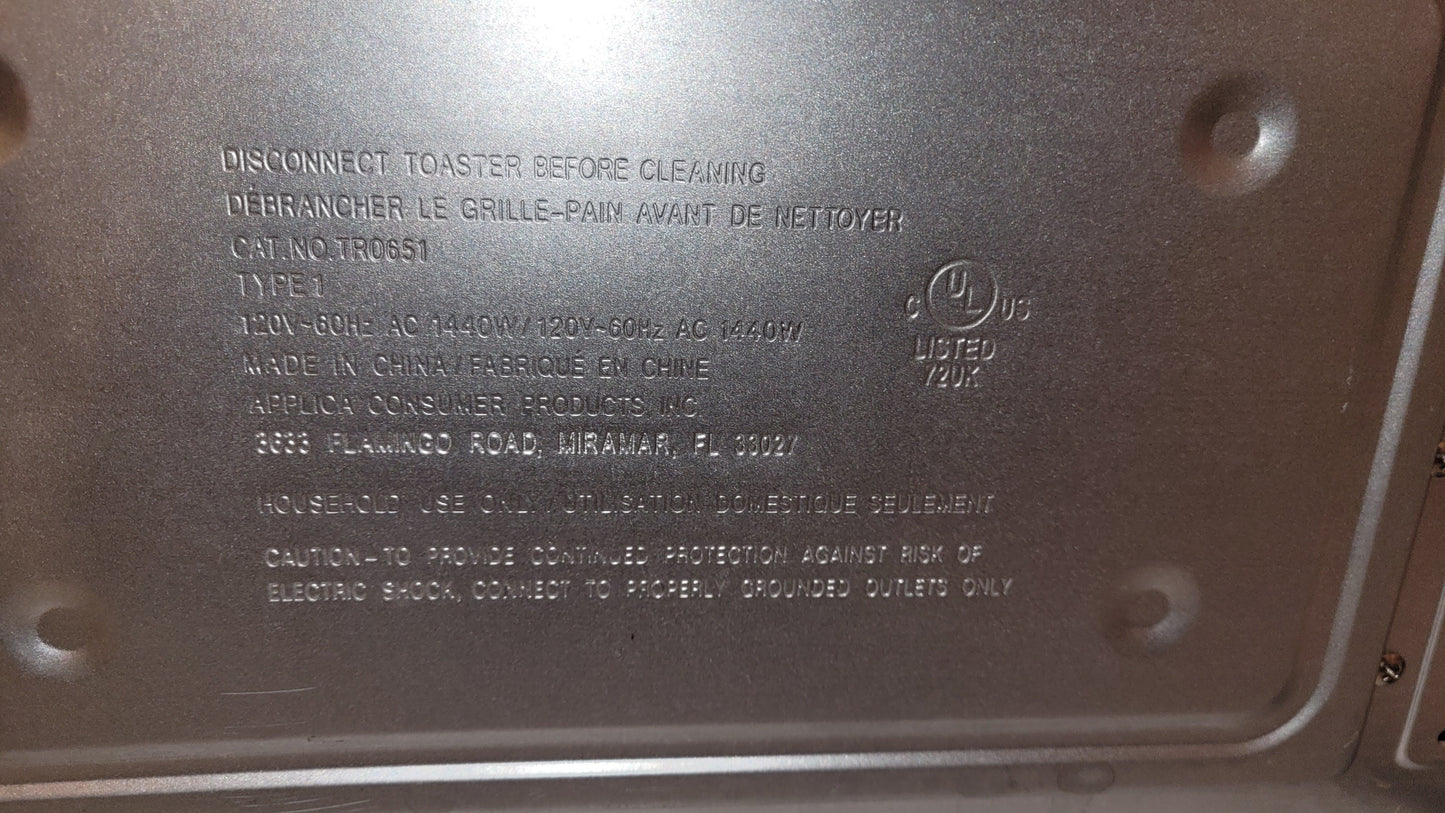 DISCONNECT TOASTER BEFORE CLEANING
DÉBRANCHER LE GRILLE-PAIN AVANT DE NETTOYER
CAT.NO.TR0651
TYPE 1
120V~60Hz AC 1440W/120V~60Hz AC 1440W
MADE IN CHINA/FABRIQUÉ EN CHINE
APPLICA CONSUMER PRODUCTS, INC
3633 FLAMINGO ROAD, MIRAMAR, FL 33027
HOUSEHOLD USE ONLY/UTILISATION DOMESTIQUE SEULEMENT
CAUTION-TO PROVIDE CONTINUED PROTECTION AGAINST RISK OF
ELECTRIC SHOCK, CONNECT TO PROPERLY GROUNDED OUTLETS ONLY
C UL US
LISTED
720K